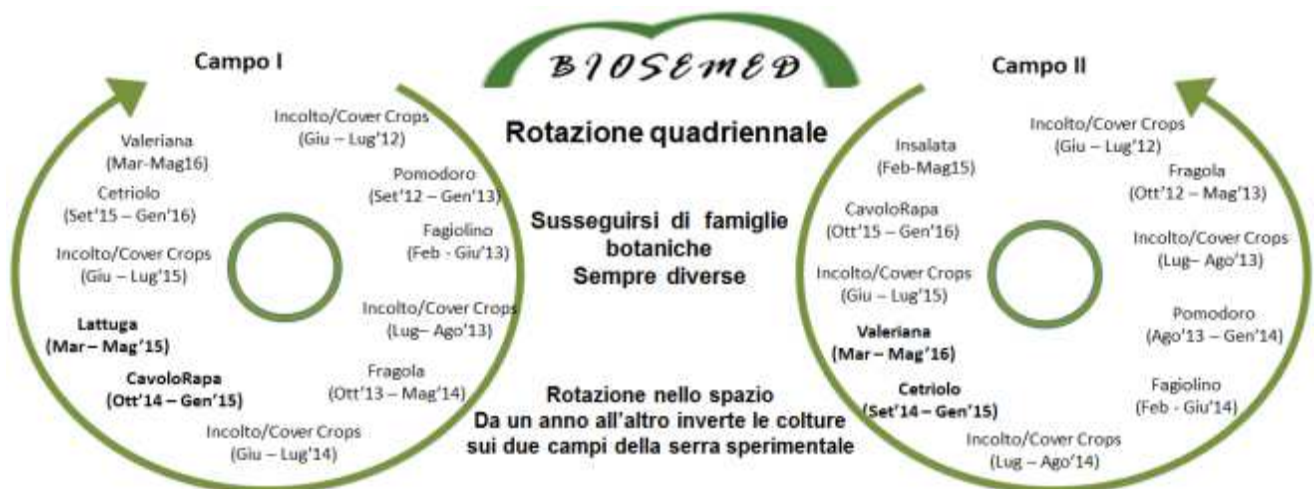 Campo I
Incolto/Cover Crops
(Giu – Lug'12)
Pomodoro
(Set'12 – Gen'13)
Fagiolino
(Feb - Giu'13)
Incolto/Cover Crops
(Lug– Ago'13)
Fragola
(Ott'13 – Mag'14)
Incolto/Cover Crops
(Giu – Lug'14)
CavoloRapa
(Ott'14 – Gen'15)
Lattuga
(Mar – Mag'15)
Incolto/Cover Crops
(Giu – Lug'15)
Cetriolo
(Set'15 – Gen'16)
Valeriana
(Mar-Mag16)
BIOSEMED
Rotazione quadriennale
Susseguirsi di famiglie
botaniche
Sempre diverse
Rotazione nello spazio
Da un anno all'altro inverte le colture
sui due campi della serra sperimentale
Campo II
Incolto/Cover Crops
(Giu – Lug'12)
Fragola
(Ott'12 – Mag'13)
Incolto/Cover Crops
(Lug– Ago'13)
Pomodoro
(Ago'13 – Gen'14)
Fagiolino
(Feb - Giu'14)
Incolto/Cover Crops
(Lug – Ago'14)
Cetriolo
(Set'14 – Gen'15)
Valeriana
(Mar – Mag'16)
Incolto/Cover Crops
(Giu – Lug'15)
CavoloRapa
(Ott'15 – Gen'16)
Insalata
(Feb-Mag15)